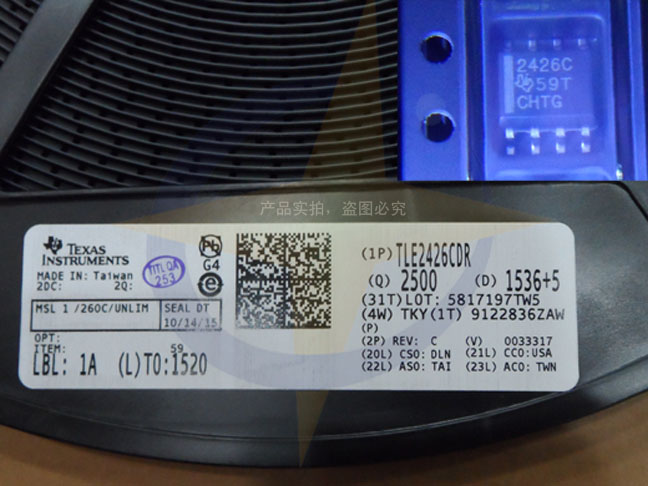 2426C
59T
CHTG
产品实拍，盗图必究
TEXAS
INSTRUMENTS
Pb
G4
e
MADE IN: Taiwan
2DC: 2Q:
TITL QA
253
MSL 1 /260C/UNLIM
SEAL DT
10/14/15
OPT:
ITEM: 59
LBL: 1A (L)TO:1520
(1P) TLE2426CDR
(Q) 2500 (D) 1536+5
(31T)LOT: 5817197TW5
(4W) TKY(1T) 9122836ZAW
(P)
(2P) REV: C (V) 0033317
(20L) CSO: DLN (21L) CCO:USA
(22L) ASO: TAI (23L) ACO: TWN